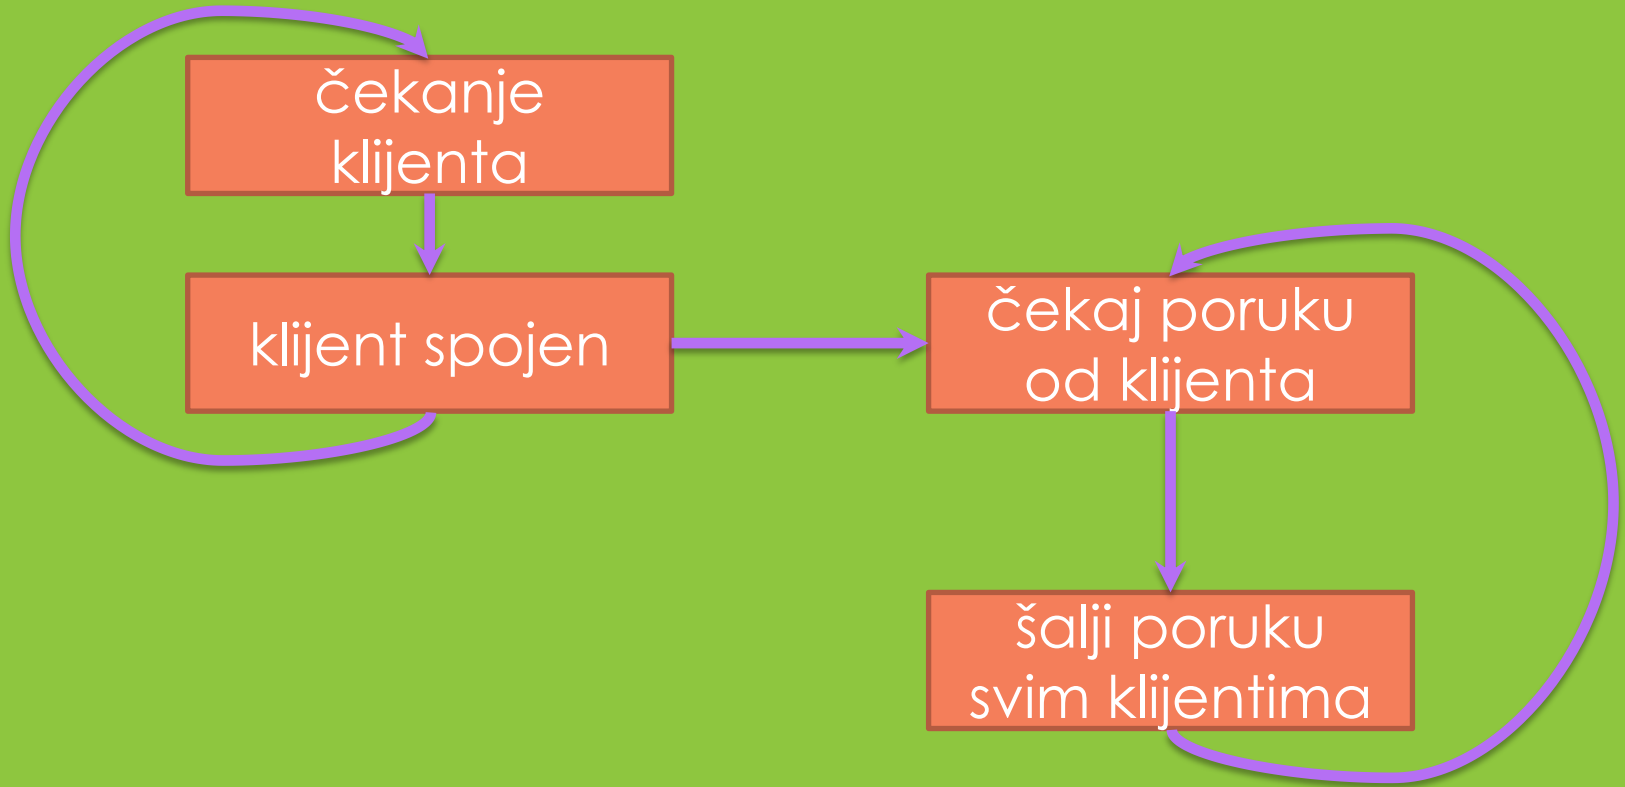 čekanje
klijenta
klijent spojen
čekaj poruku
od klijenta
šalji poruku
svim klijentima